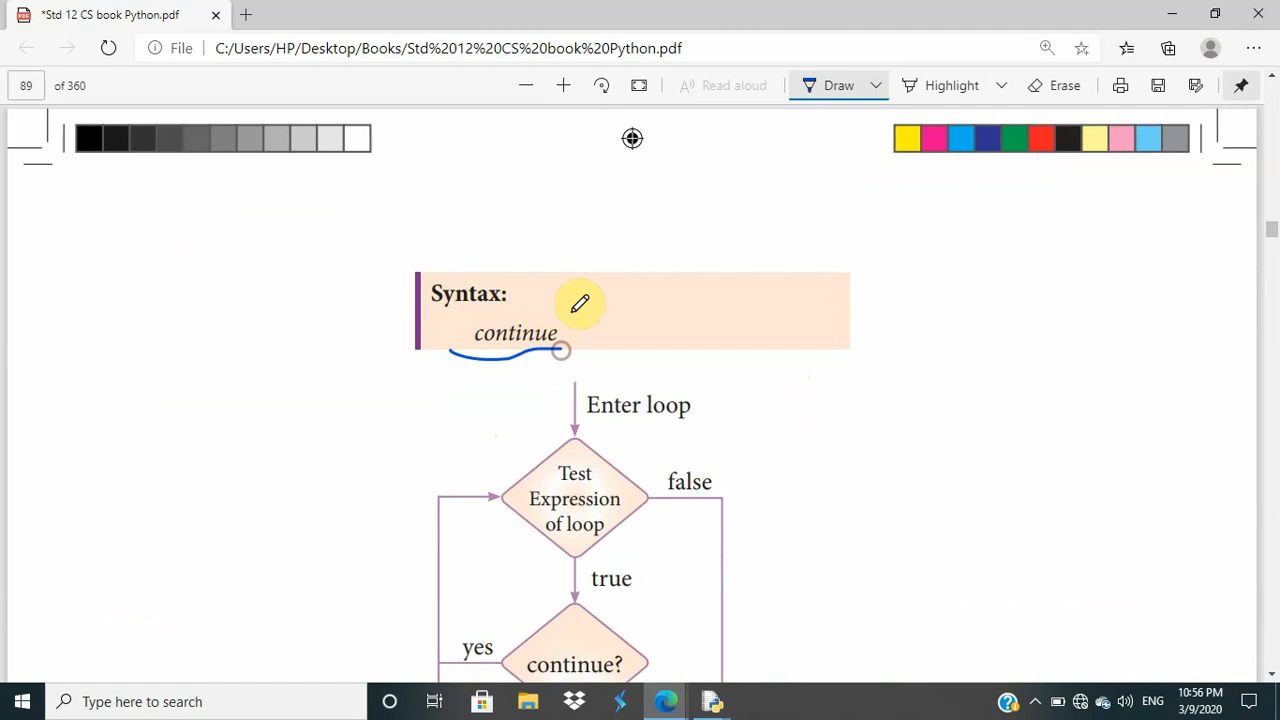 *Std 12 CS book Python.pdf
File C:/Users/HP/Desktop/Books/Std%2012%20CS%20book%20Python.pdf
89 of 360 Read aloud Draw Highlight Erase
Syntax:
continue
Enter loop
Test
Expression
of loop
false
true
yes
continue?
Type here to search
ENG
10:56 PM
3/9/2020